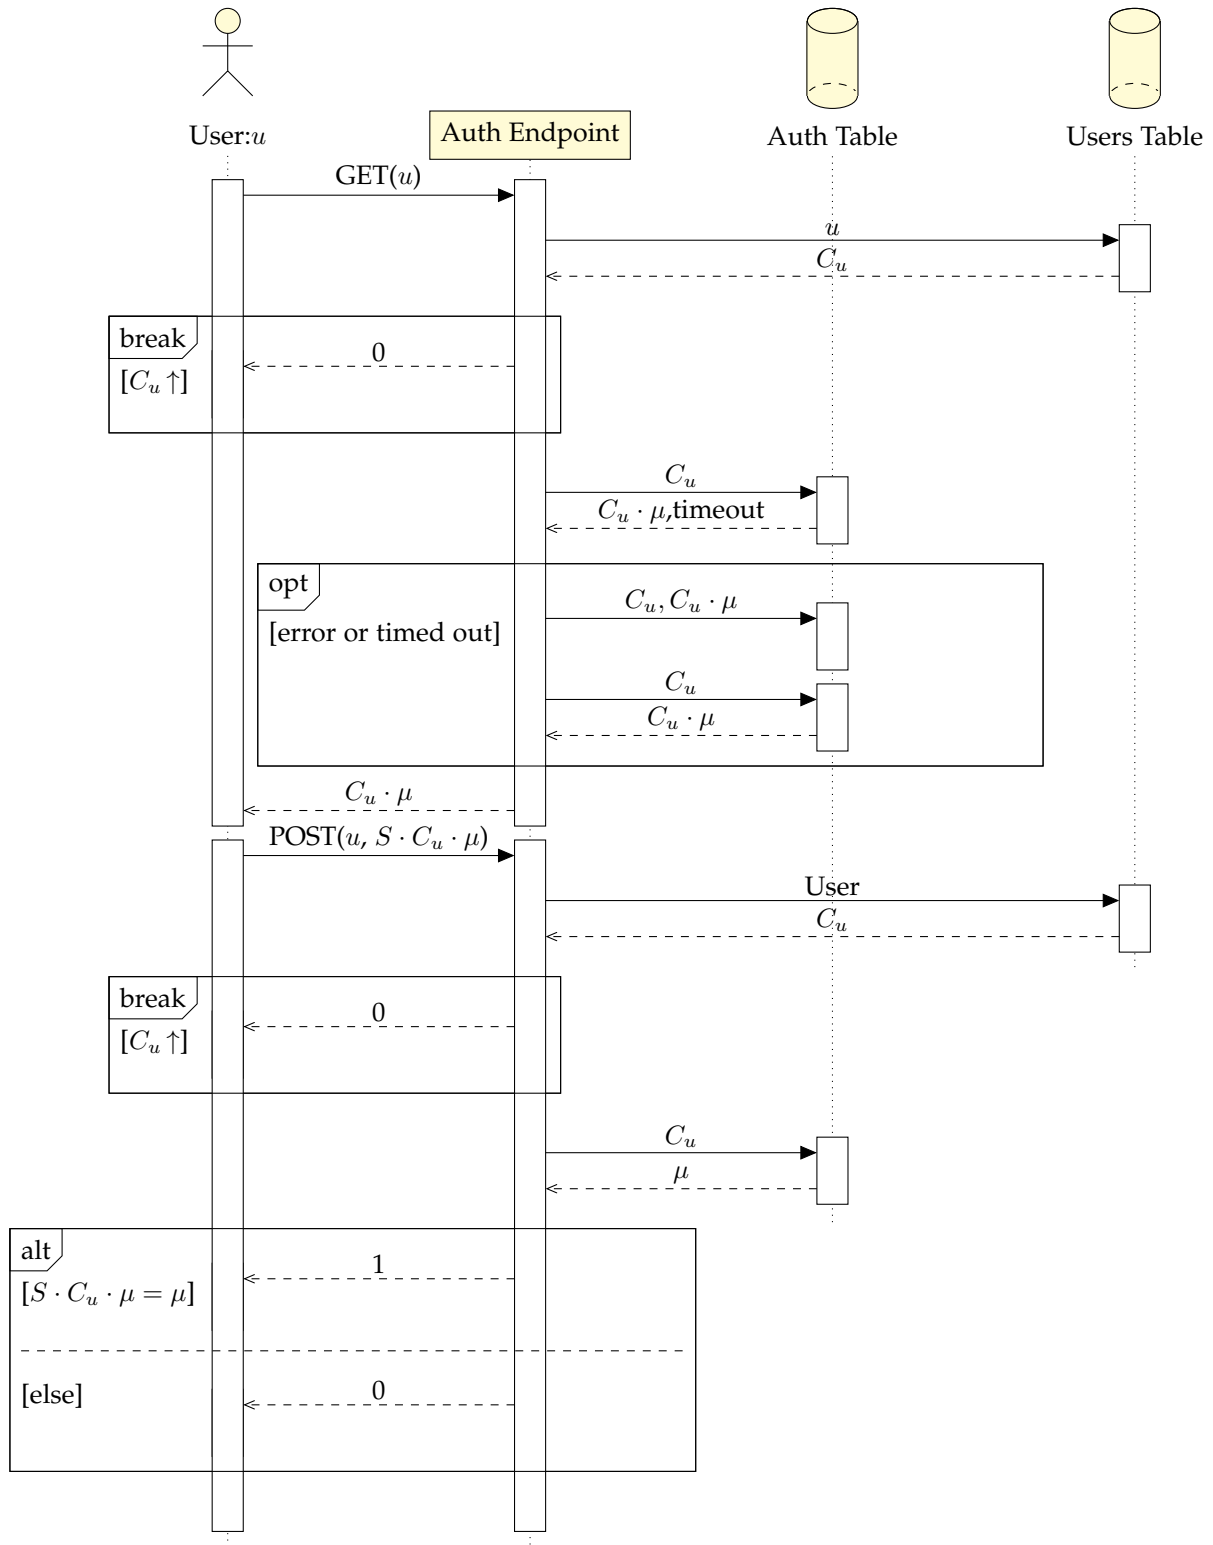 User:u
Auth Endpoint
Auth Table
Users Table
GET(u)
u
C_u
break
0
[C_u ↑]
C_u
C_u · μ,timeout
opt
C_u, C_u · μ
[error or timed out]
C_u
C_u · μ
C_u · μ
POST(u, S · C_u · μ)
User
C_u
break
0
[C_u ↑]
C_u
μ
alt
1
[S · C_u · μ = μ]
0
[else]